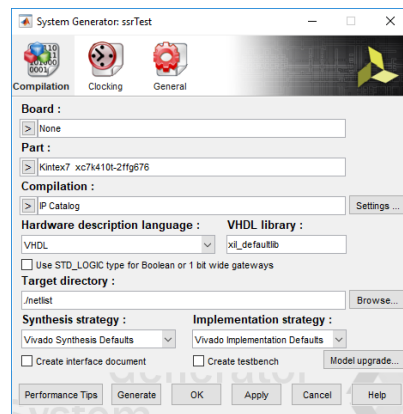 System Generator: ssrTest
Compilation Clocking General
Board :
> None
Part :
> Kintex7 xc7k410t-2ffg676
Compilation :
> IP Catalog Settings ...
Hardware description language : VHDL library :
VHDL xil_defaultlib
Use STD_LOGIC type for Boolean or 1 bit wide gateways
Target directory :
./netlist Browse...
Synthesis strategy : Implementation strategy :
Vivado Synthesis Defaults Vivado Implementation Defaults
Create interface document Create testbench Model upgrade...
Performance Tips Generate OK Apply Cancel Help